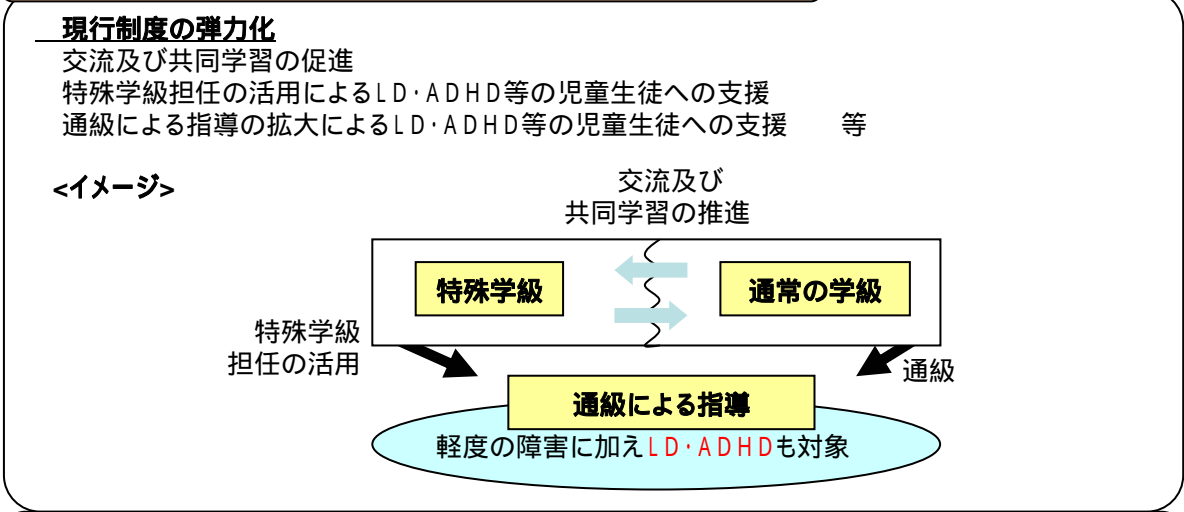 現行制度の弾力化
交流及び共同学習の促進
特殊学級担任の活用によるLD・ADHD等の児童生徒への支援
通級による指導の拡大によるLD・ADHD等の児童生徒への支援　等
<イメージ>
交流及び
共同学習の推進
特殊学級
通常の学級
特殊学級
担任の活用
通級
通級による指導
軽度の障害に加えLD・ADHDも対象